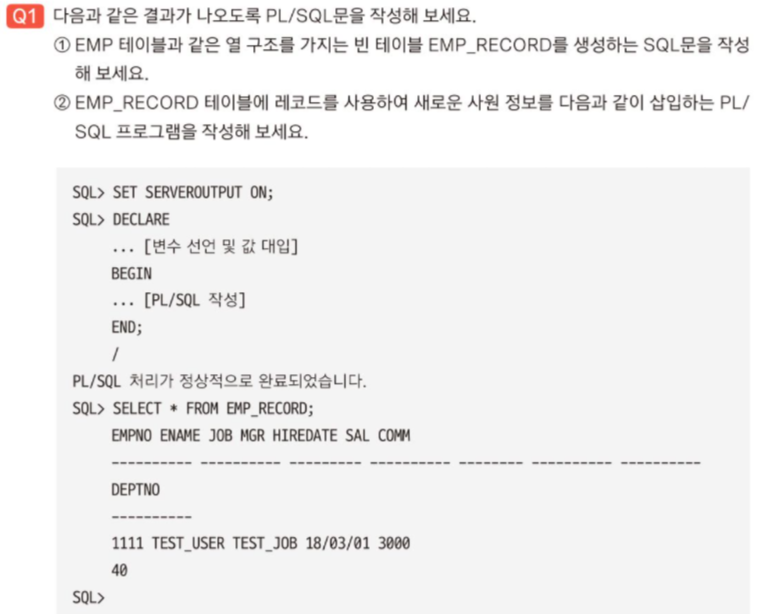 Q1 다음과 같은 결과가 나오도록 PL/SQL문을 작성해 보세요.
① EMP 테이블과 같은 열 구조를 가지는 빈 테이블 EMP_RECORD를 생성하는 SQL문을 작성
해 보세요.
② EMP_RECORD 테이블에 레코드를 사용하여 새로운 사원 정보를 다음과 같이 삽입하는 PL/
SQL 프로그램을 작성해 보세요.
SQL> SET SERVEROUTPUT ON;
SQL> DECLARE
... [변수 선언 및 값 대입]
BEGIN
... [PL/SQL 작성]
END;
/
PL/SQL 처리가 정상적으로 완료되었습니다.
SQL> SELECT * FROM EMP_RECORD;
EMPNO ENAME JOB MGR HIREDATE SAL COMM
---------- ---------- --------- ---------- -------- ---------- ----------
DEPTNO
----------
1111 TEST_USER TEST_JOB 18/03/01 3000
40
SQL>